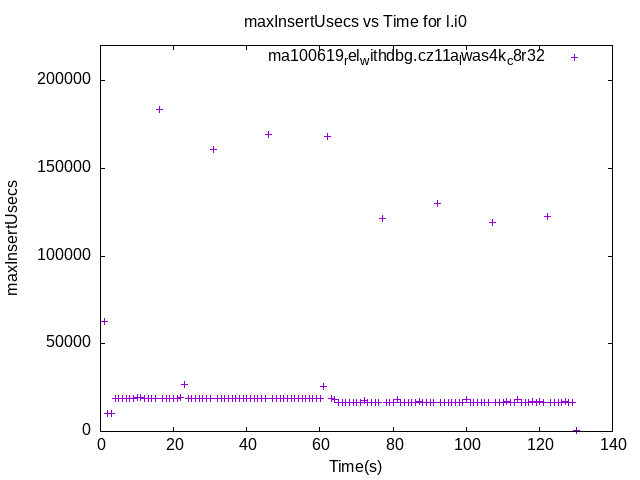 maxInsertUsecs vs Time for l.i0
ma100619relwithdbg.cz11alwas4kc8r32
200000
150000
100000
50000
0
maxInsertUsecs
0 20 40 60 80 100 120 140
Time(s)